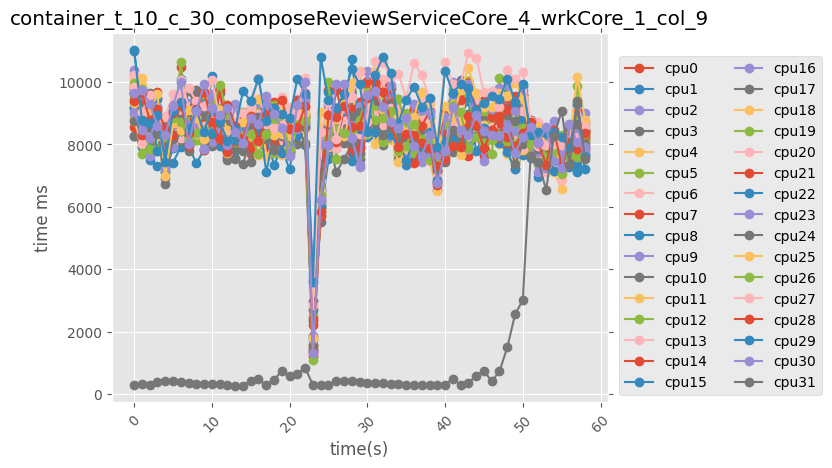 container_t_10_c_30_composeReviewServiceCore_4_wrkCore_1_col_9
time ms
10000
8000
6000
4000
2000
0
0
10
20
30
40
50
60
time(s)
cpu0
cpu1
cpu2
cpu3
cpu4
cpu5
cpu6
cpu7
cpu8
cpu9
cpu10
cpu11
cpu12
cpu13
cpu14
cpu15
cpu16
cpu17
cpu18
cpu19
cpu20
cpu21
cpu22
cpu23
cpu24
cpu25
cpu26
cpu27
cpu28
cpu29
cpu30
cpu31